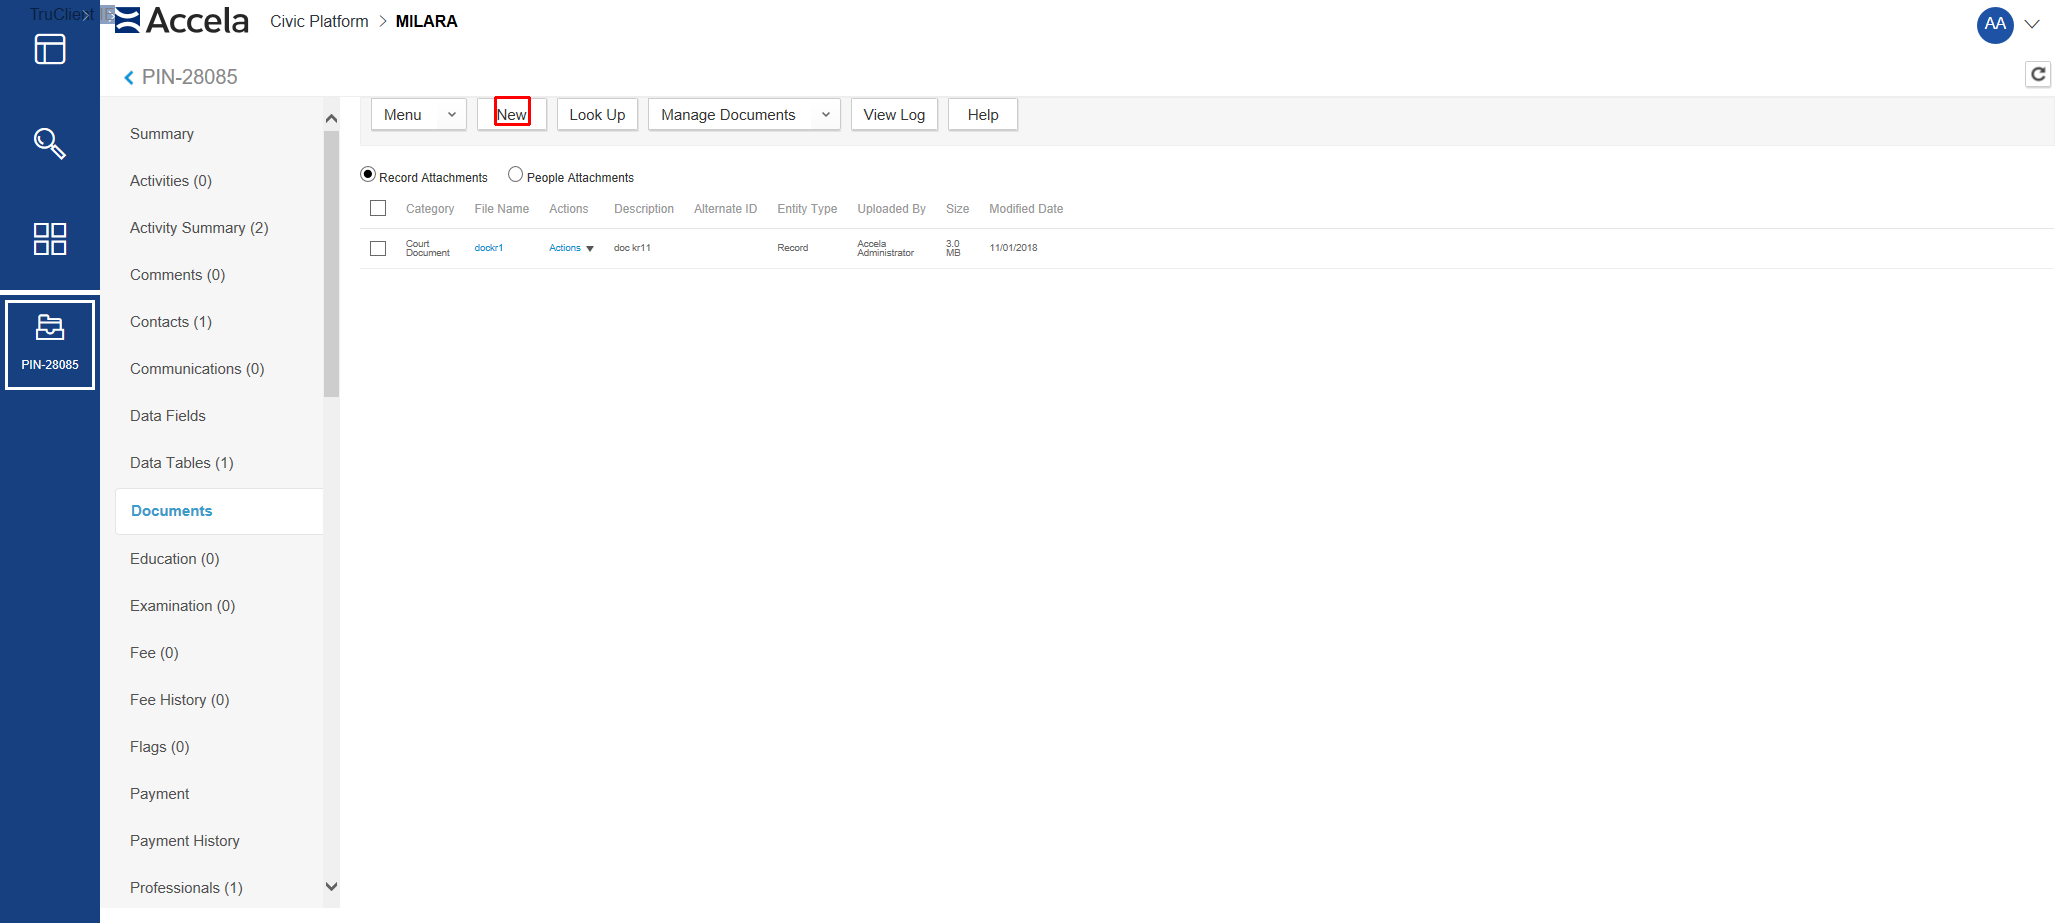 TruClient
Accela
Civic Platform > MILARA
AA
PIN-28085
Menu
New
Look Up
Manage Documents
View Log
Help
PIN-28085
Summary
Activities (0)
Activity Summary (2)
Comments (0)
Contacts (1)
Communications (0)
Data Fields
Data Tables (1)
Documents
Education (0)
Examination (0)
Fee (0)
Fee History (0)
Flags (0)
Payment
Payment History
Professionals (1)
Record Attachments People Attachments
Category File Name Actions Description Alternate ID Entity Type Uploaded By Size Modified Date
Court Document dockr1 Actions doc kr11 Record Accela Administrator 3.0 MB 11/01/2018